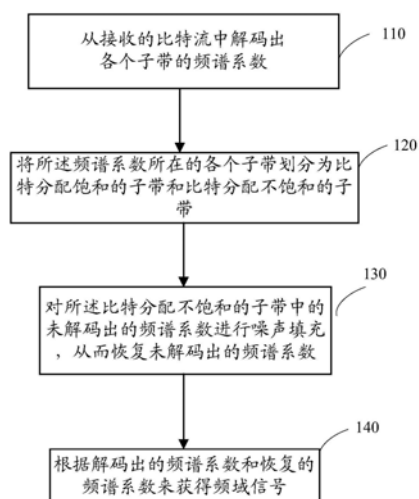 从接收的比特流中解码出
各个子带的频谱系数
110
将所述频谱系数所在的各个子带划分为比
特分配饱和的子带和比特分配不饱和的子
带
120
对所述比特分配不饱和的子带中的
未解码出的频谱系数进行噪声填充
，从而恢复未解码出的频谱系数
130
根据解码出的频谱系数和恢复的
频谱系数来获得频域信号
140